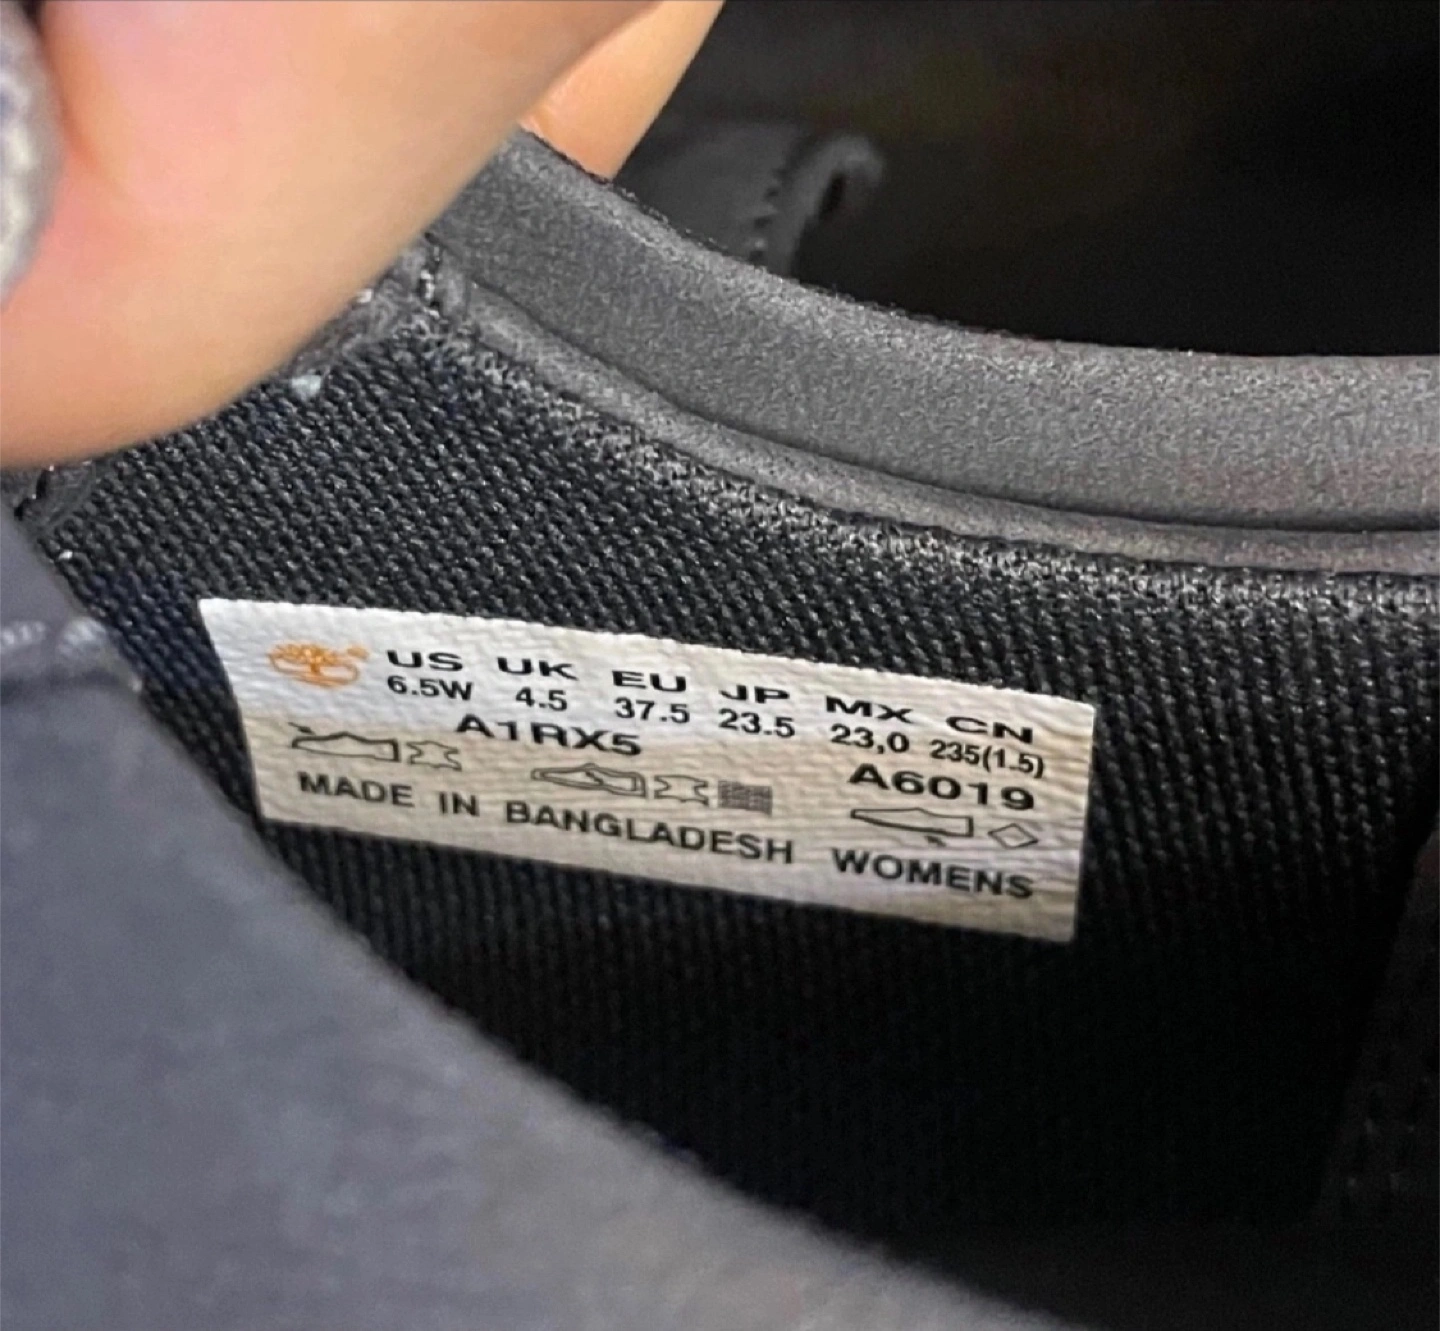 US UK EU JP MX CN
6.5W 4.5 37.5 23.5 23,0 235(1.5)
A1RX5 A6019
MADE IN BANGLADESH WOMENS